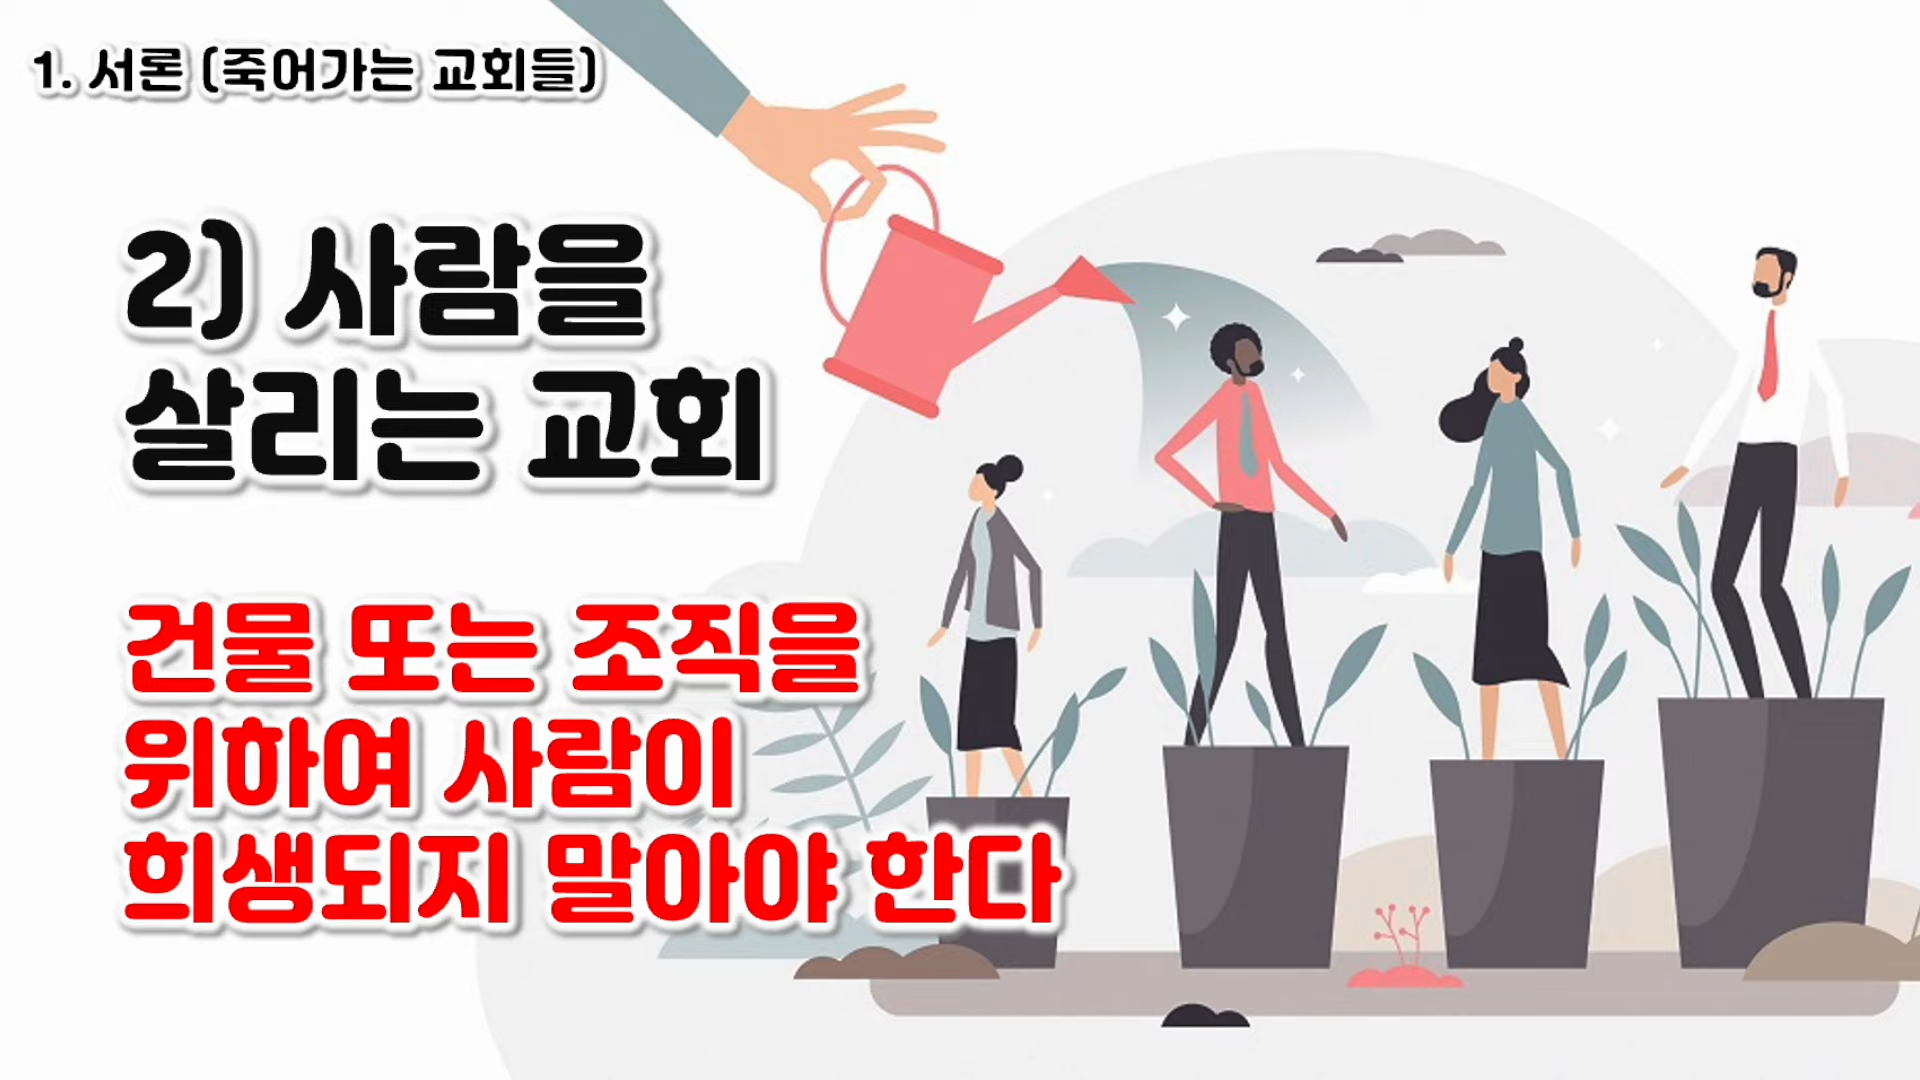 1. 서론 (죽어가는 교회들)
2) 사람을
살리는 교회
건물 또는 조직을
위하여 사람이
희생되지 말아야 한다